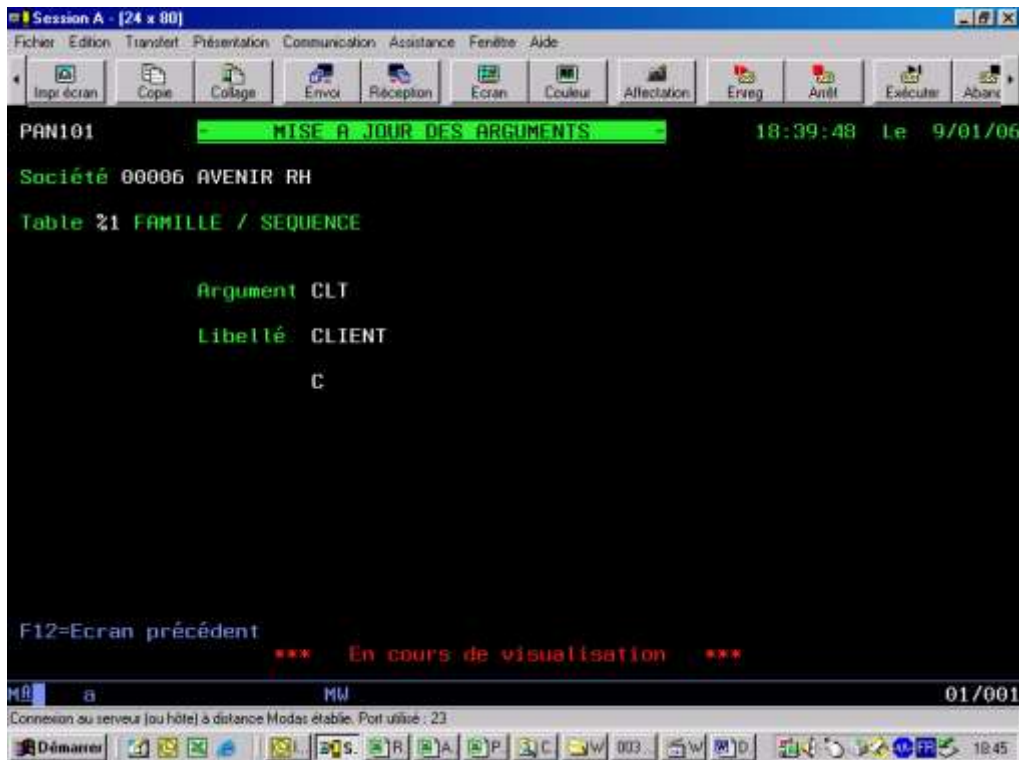 Session A - [24 x 80]
Fichier Edition Transfert Présentation Communication Assistance Fenêtre Aide
Impr écran Copie Collage Envoi Réception Ecran Couleur Affectation Enreg Arrêt Exécuter Abanc
PAN101 - MISE A JOUR DES ARGUMENTS - 18:39:48 Le 9/01/06
Société 00006 AVENIR RH
Table %1 FAMILLE / SEQUENCE
Argument CLT
Libellé CLIENT
C
F12=Ecran précédent
*** En cours de visualisation ***
MA a MW 01/001
Connexion au serveur (ou hôte) à distance Modas établie. Port utilisé : 23
Démarrer I... S. R. A. P. C. W 003... W D. FR 18:45